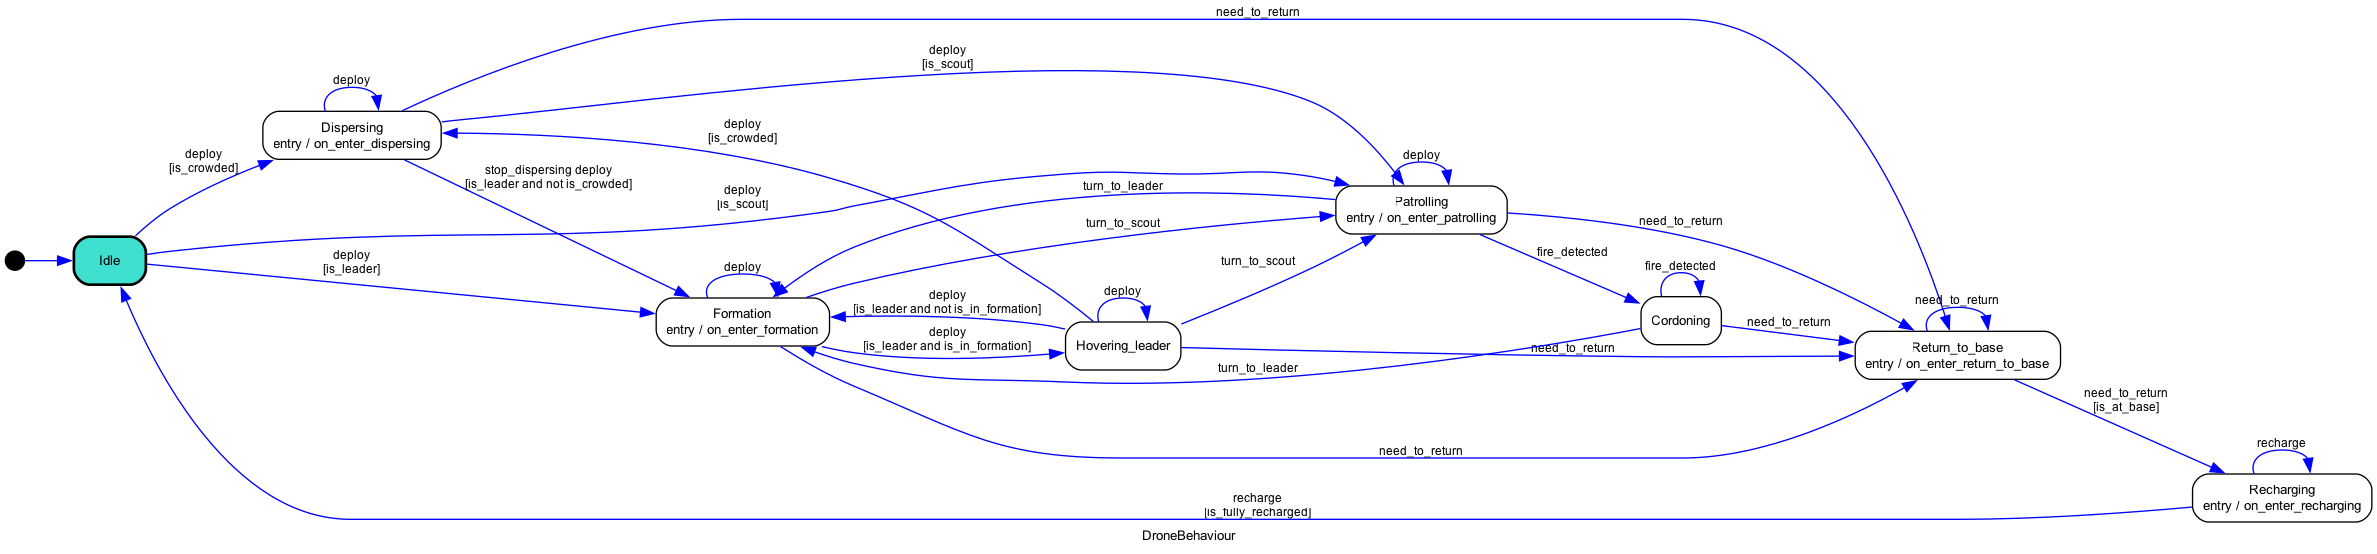 need_to_return
deploy
[is_scout]
deploy
Dispersing
entry / on_enter_dispersing
deploy
[is_crowded]
deploy
[is_crowded]
stop_dispersing deploy
[is_leader and not is_crowded]
deploy
[is_scout]
deploy
turn_to_leader
Patrolling
entry / on_enter_patrolling
turn_to_scout
need_to_return
Idle
deploy
[is_leader]
deploy
turn_to_scout
fire_detected
fire_detected
Formation
entry / on_enter_formation
deploy
[is_leader and not is_in_formation]
deploy
[is_leader and is_in_formation]
deploy
Hovering_leader
Cordoning
need_to_return
need_to_return
need_to_return
Return_to_base
entry / on_enter_return_to_base
turn_to_leader
need_to_return
need_to_return
[is_at_base]
recharge
Recharging
entry / on_enter_recharging
recharge
[is_fully_recharged]
DroneBehaviour